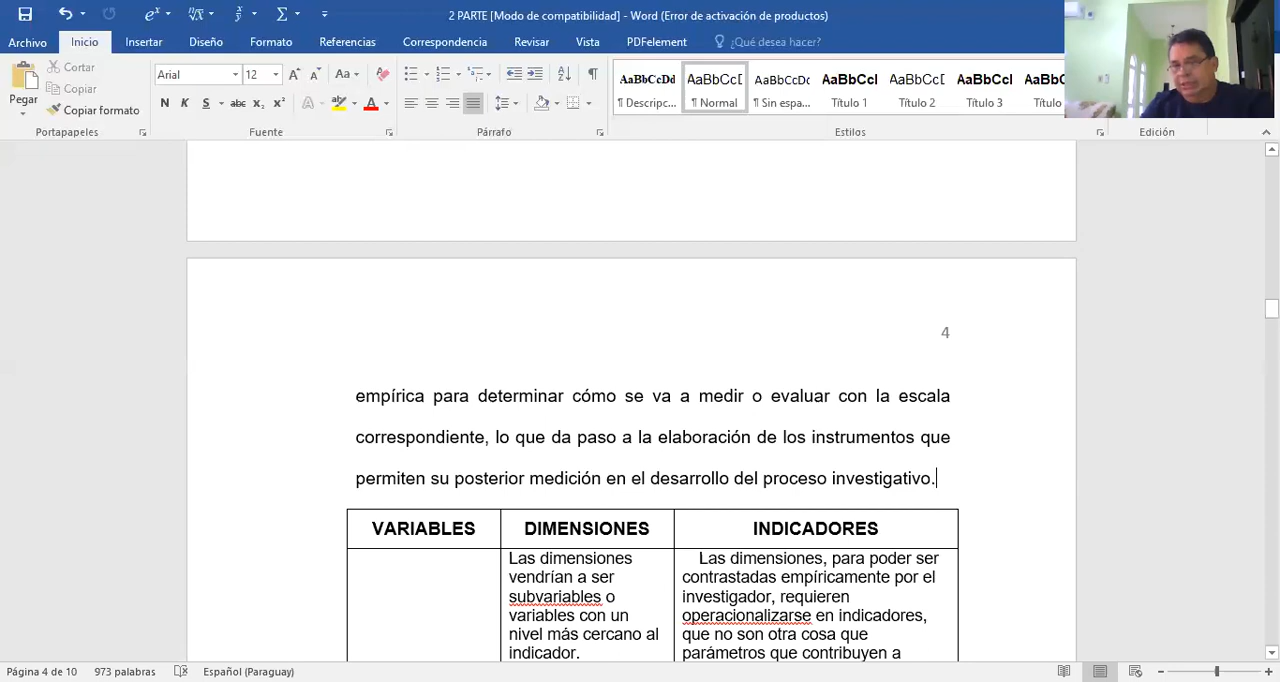 2 PARTE [Modo de compatibilidad] - Word (Error de activación de productos)
Archivo Inicio Insertar Diseño Formato Referencias Correspondencia Revisar Vista PDFelement ¿Qué desea hacer?
Pegar
Cortar
Copiar
Copiar formato
Portapapeles
Arial 12
Aa
N K S abc x₂ x²
A A
Fuente
Párrafo
AaBbCcDd AaBbCcI AaBbCcDc AaBbCcI AaBbCcI AaBbCcI AaBb
¶ Descripc... ¶ Normal ¶ Sin espa... Título 1 Título 2 Título 3 Título
Estilos
Edición
4
empírica para determinar cómo se va a medir o evaluar con la escala
correspondiente, lo que da paso a la elaboración de los instrumentos que
permiten su posterior medición en el desarrollo del proceso investigativo.
VARIABLES DIMENSIONES INDICADORES
Las dimensiones
vendrían a ser
subvariables o
variables con un
nivel más cercano al
indicador.
Las dimensiones, para poder ser
contrastadas empíricamente por el
investigador, requieren
operacionalizarse en indicadores,
que no son otra cosa que
parámetros que contribuyen a
Página 4 de 10 973 palabras Español (Paraguay)